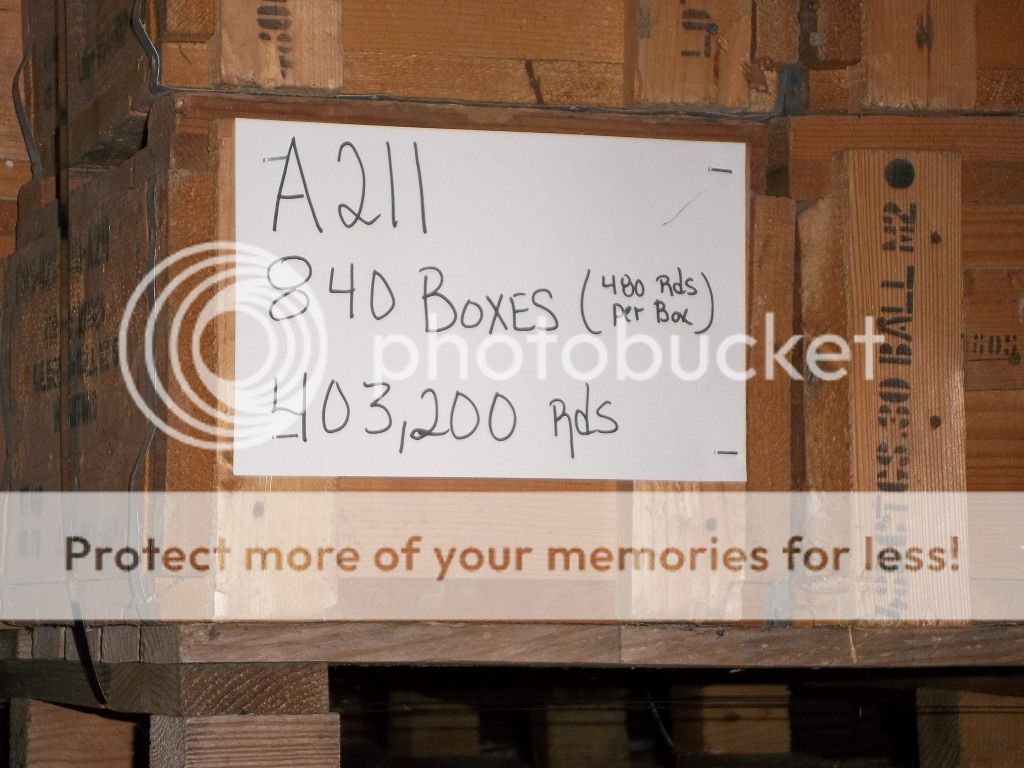 A211
840 BOXES (480 Rds
per Box)
403,200 Rds
photobucket
Protect more of your memories for less!
CTGS .30 BALL M2